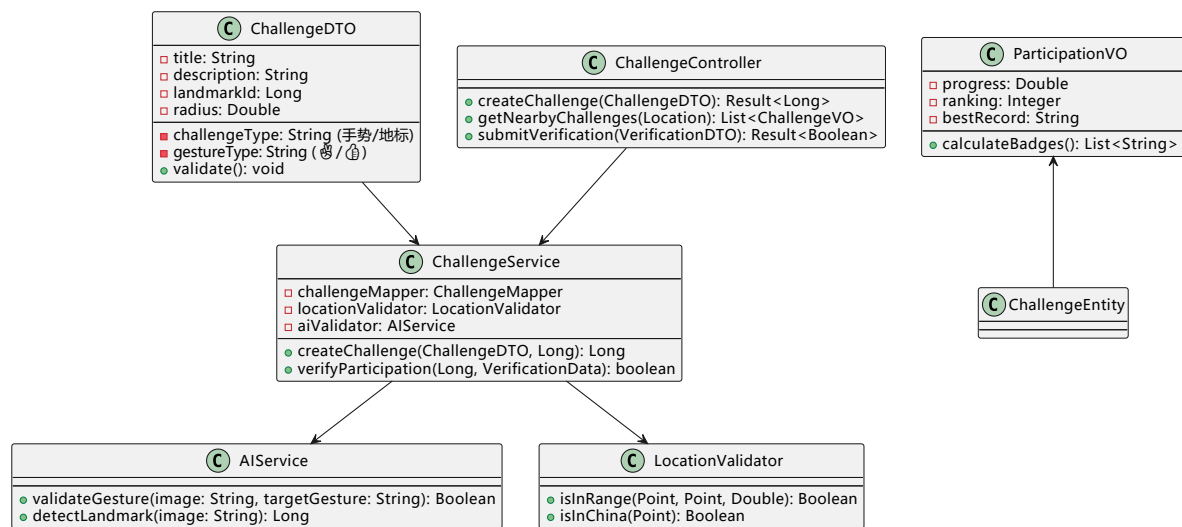 C ChallengeDTO
title: String
description: String
landmarkId: Long
radius: Double
challengeType: String (手势/地标)
gestureType: String (✌/👍)
validate(): void
C ChallengeController
createChallenge(ChallengeDTO): Result<Long>
getNearbyChallenges(Location): List<ChallengeVO>
submitVerification(VerificationDTO): Result<Boolean>
C ParticipationVO
progress: Double
ranking: Integer
bestRecord: String
calculateBadges(): List<String>
C ChallengeService
challengeMapper: ChallengeMapper
locationValidator: LocationValidator
aiValidator: AIService
createChallenge(ChallengeDTO, Long): Long
verifyParticipation(Long, VerificationData): boolean
C ChallengeEntity
C AIService
validateGesture(image: String, targetGesture: String): Boolean
detectLandmark(image: String): Long
C LocationValidator
isInRange(Point, Point, Double): Boolean
isInChina(Point): Boolean